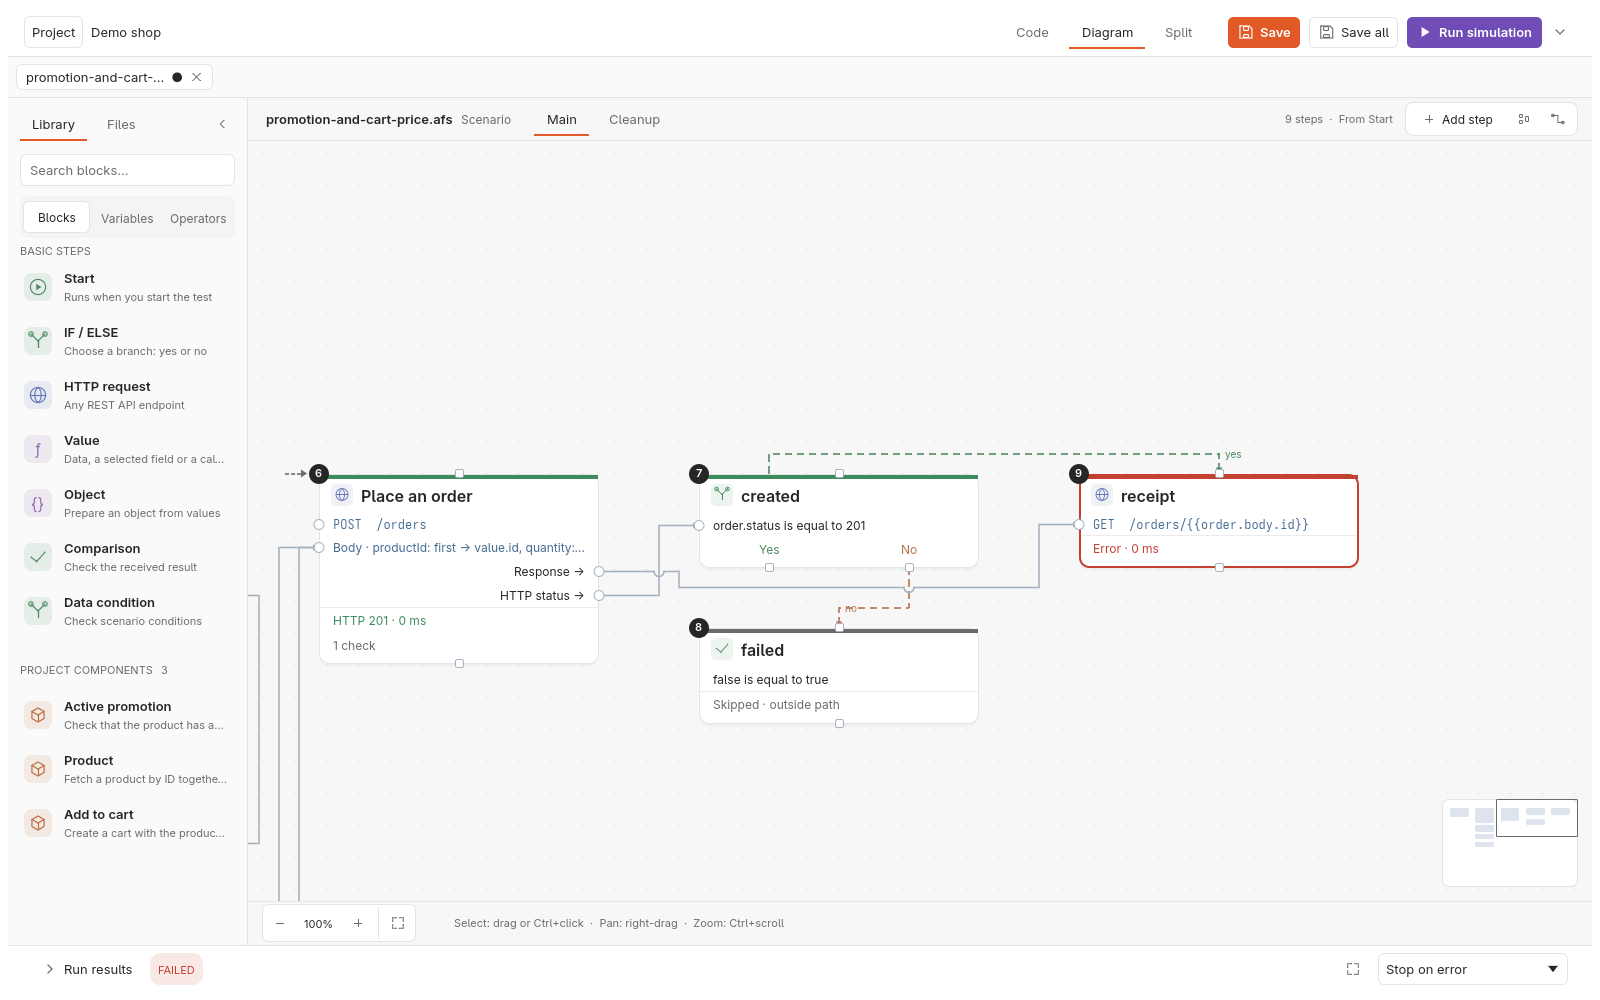 Project Demo shop Code Diagram Split Save Save all Run simulation
promotion-and-cart-...
Library Files
promotion-and-cart-price.afs Scenario Main Cleanup 9 steps · From Start + Add step
Search blocks...
Blocks Variables Operators
BASIC STEPS
Start
Runs when you start the test
IF / ELSE
Choose a branch: yes or no
HTTP request
Any REST API endpoint
Value
Data, a selected field or a cal...
Object
Prepare an object from values
Comparison
Check the received result
Data condition
Check scenario conditions
PROJECT COMPONENTS 3
Active promotion
Check that the product has a...
Product
Fetch a product by ID togethe...
Add to cart
Create a cart with the produc...
6
Place an order
POST /orders
Body · productId: first → value.id, quantity:...
Response →
HTTP status →
HTTP 201 · 0 ms
1 check
7
created
order.status is equal to 201
Yes No
yes
no
8
failed
false is equal to true
Skipped · outside path
9
receipt
GET /orders/{{order.body.id}}
Error · 0 ms
− 100% + Select: drag or Ctrl+click · Pan: right-drag · Zoom: Ctrl+scroll
Run results FAILED Stop on error